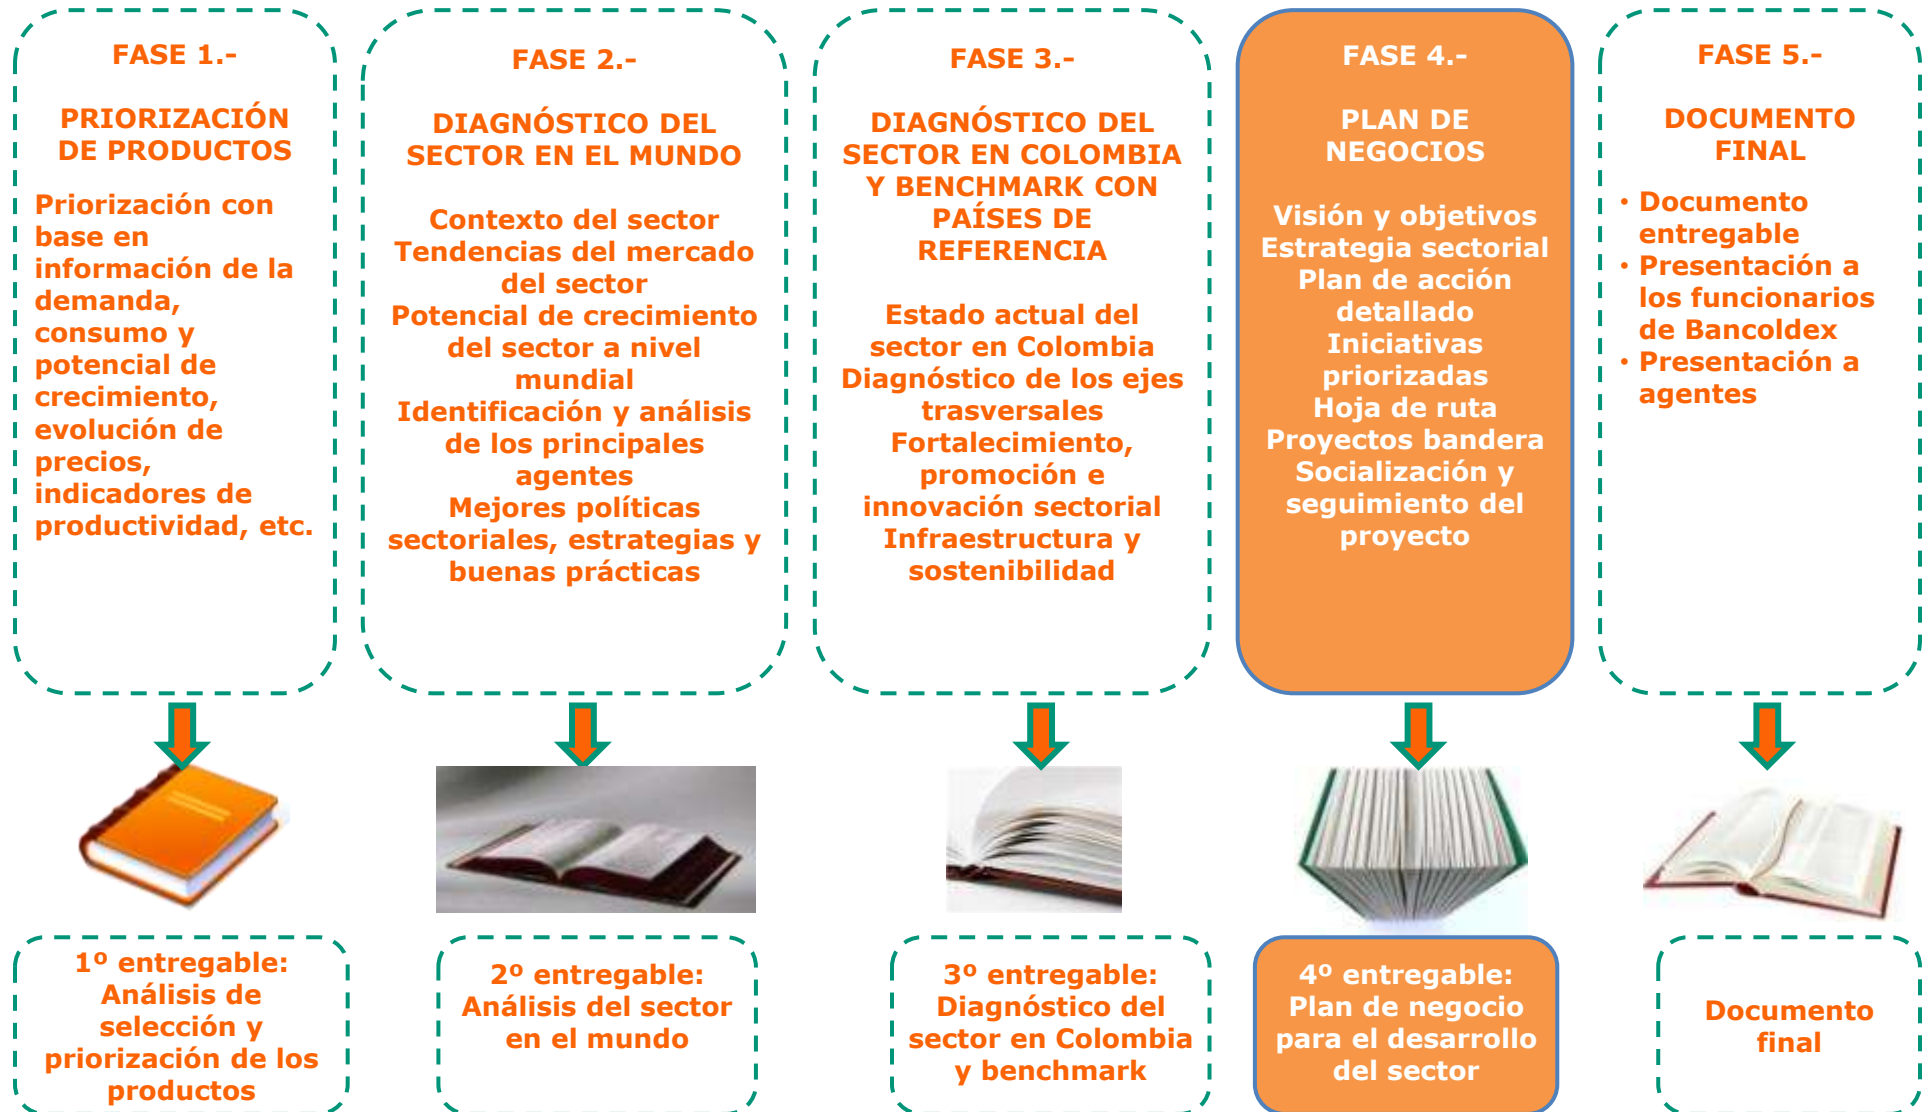 FASE 1.-
PRIORIZACIÓN
DE PRODUCTOS
Priorización con
base en
información de la
demanda,
consumo y
potencial de
crecimiento,
evolución de
precios,
indicadores de
productividad, etc.
FASE 2.-
DIAGNÓSTICO DEL
SECTOR EN EL MUNDO
Contexto del sector
Tendencias del mercado
del sector
Potencial de crecimiento
del sector a nivel
mundial
Identificación y análisis
de los principales
agentes
Mejores políticas
sectoriales, estrategias y
buenas prácticas
FASE 3.-
DIAGNÓSTICO DEL
SECTOR EN COLOMBIA
Y BENCHMARK CON
PAÍSES DE
REFERENCIA
Estado actual del
sector en Colombia
Diagnóstico de los ejes
trasversales
Fortalecimiento,
promoción e
innovación sectorial
Infraestructura y
sostenibilidad
FASE 4.-
PLAN DE
NEGOCIOS
Visión y objetivos
Estrategia sectorial
Plan de acción
detallado
Iniciativas
priorizadas
Hoja de ruta
Proyectos bandera
Socialización y
seguimiento del
proyecto
FASE 5.-
DOCUMENTO
FINAL
• Documento
entregable
• Presentación a
los funcionarios
de Bancoldex
• Presentación a
agentes
1º entregable:
Análisis de
selección y
priorización de los
productos
2º entregable:
Análisis del sector
en el mundo
3º entregable:
Diagnóstico del
sector en Colombia
y benchmark
4º entregable:
Plan de negocio
para el desarrollo
del sector
Documento
final